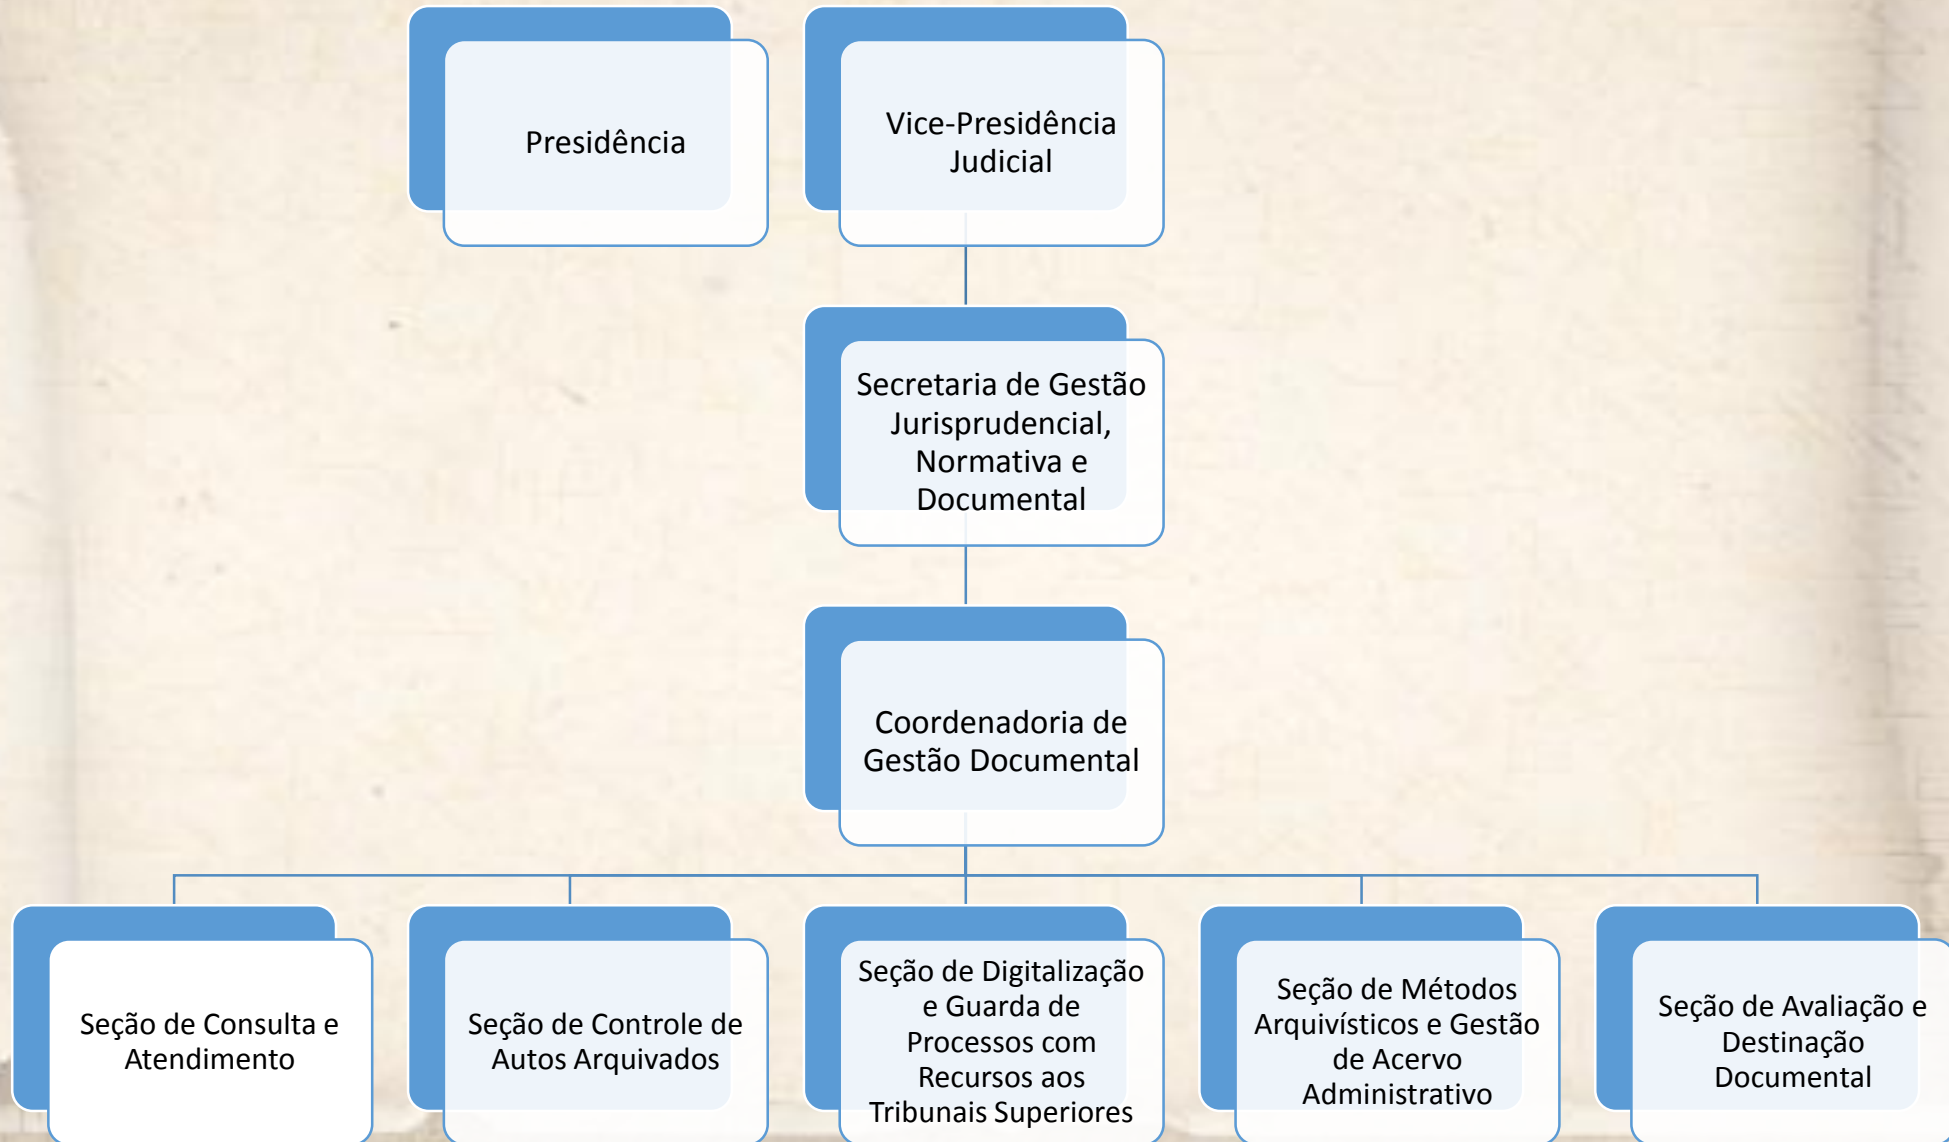 Presidência
Vice-Presidência
Judicial
Secretaria de Gestão
Jurisprudencial,
Normativa e
Documental
Coordenadoria de
Gestão Documental
Seção de Consulta e
Atendimento
Seção de Controle de
Autos Arquivados
Seção de Digitalização
e Guarda de
Processos com
Recursos aos
Tribunais Superiores
Seção de Métodos
Arquivísticos e Gestão
de Acervo
Administrativo
Seção de Avaliação e
Destinação
Documental